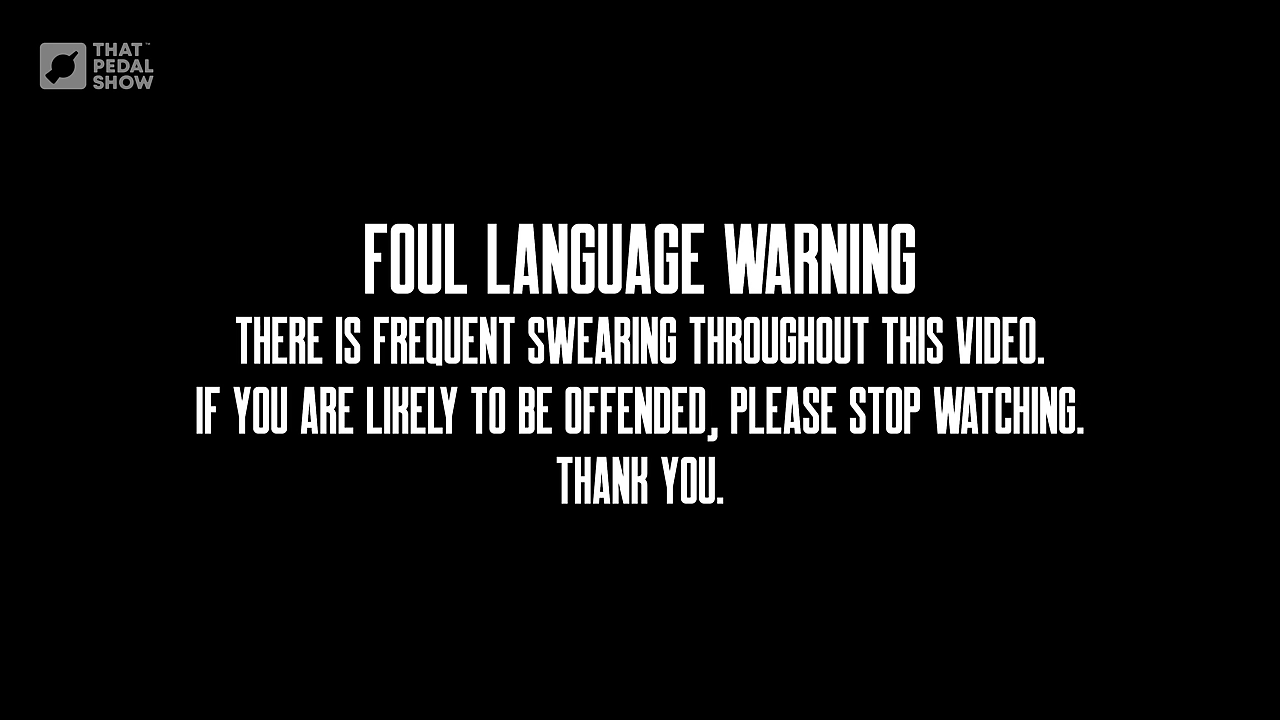 THAT™
PEDAL
SHOW
FOUL LANGUAGE WARNING
THERE IS FREQUENT SWEARING THROUGHOUT THIS VIDEO.
IF YOU ARE LIKELY TO BE OFFENDED, PLEASE STOP WATCHING.
THANK YOU.